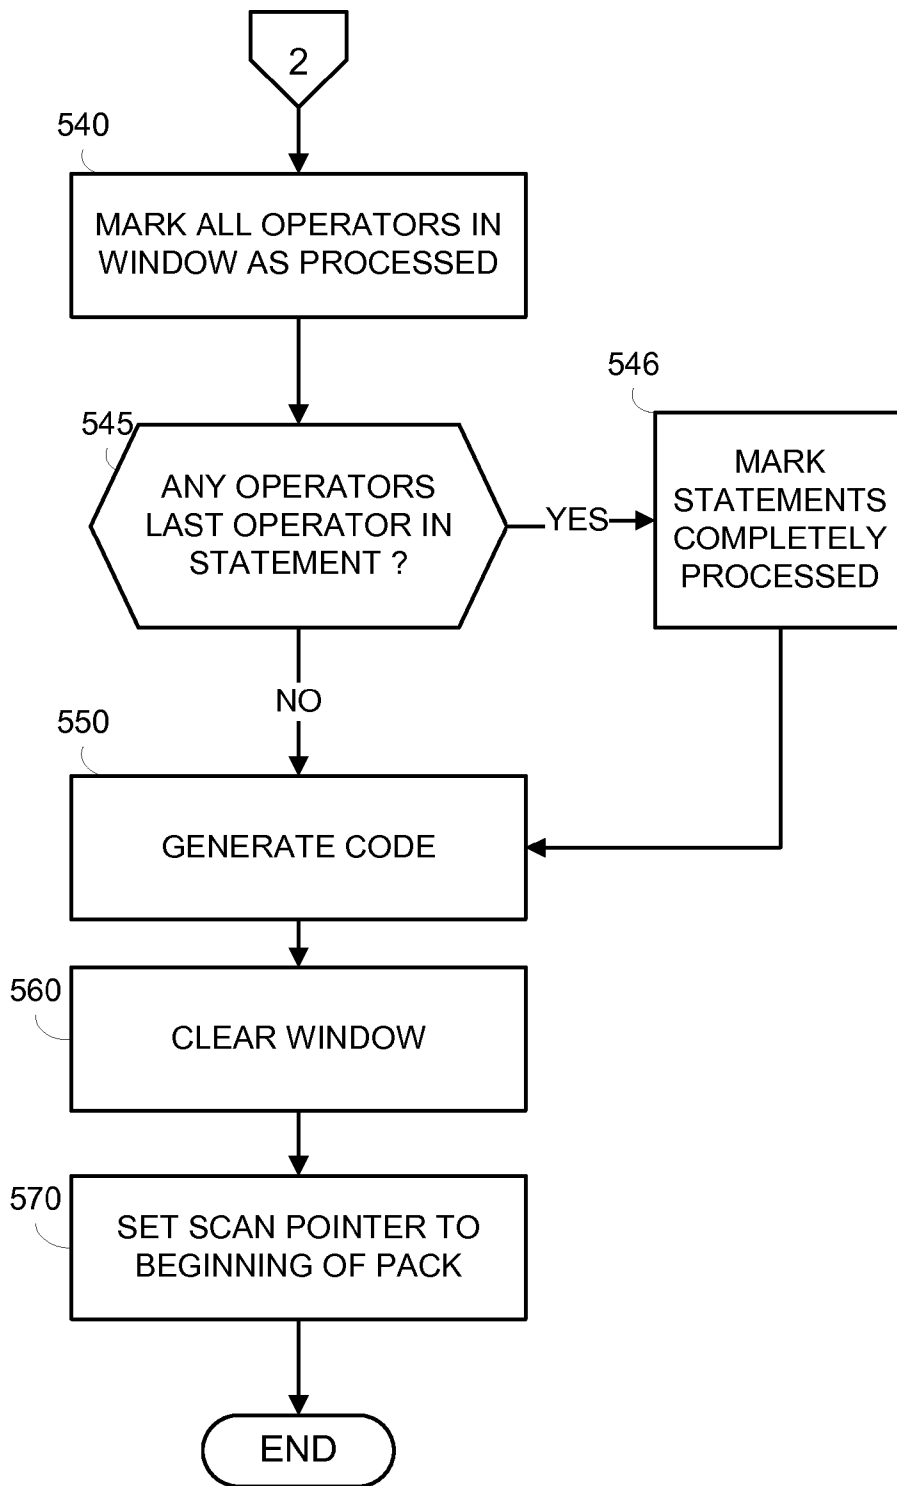 2
540
MARK ALL OPERATORS IN
WINDOW AS PROCESSED
545
ANY OPERATORS
LAST OPERATOR IN
STATEMENT ?
YES
546
MARK
STATEMENTS
COMPLETELY
PROCESSED
NO
550
GENERATE CODE
560
CLEAR WINDOW
570
SET SCAN POINTER TO
BEGINNING OF PACK
END